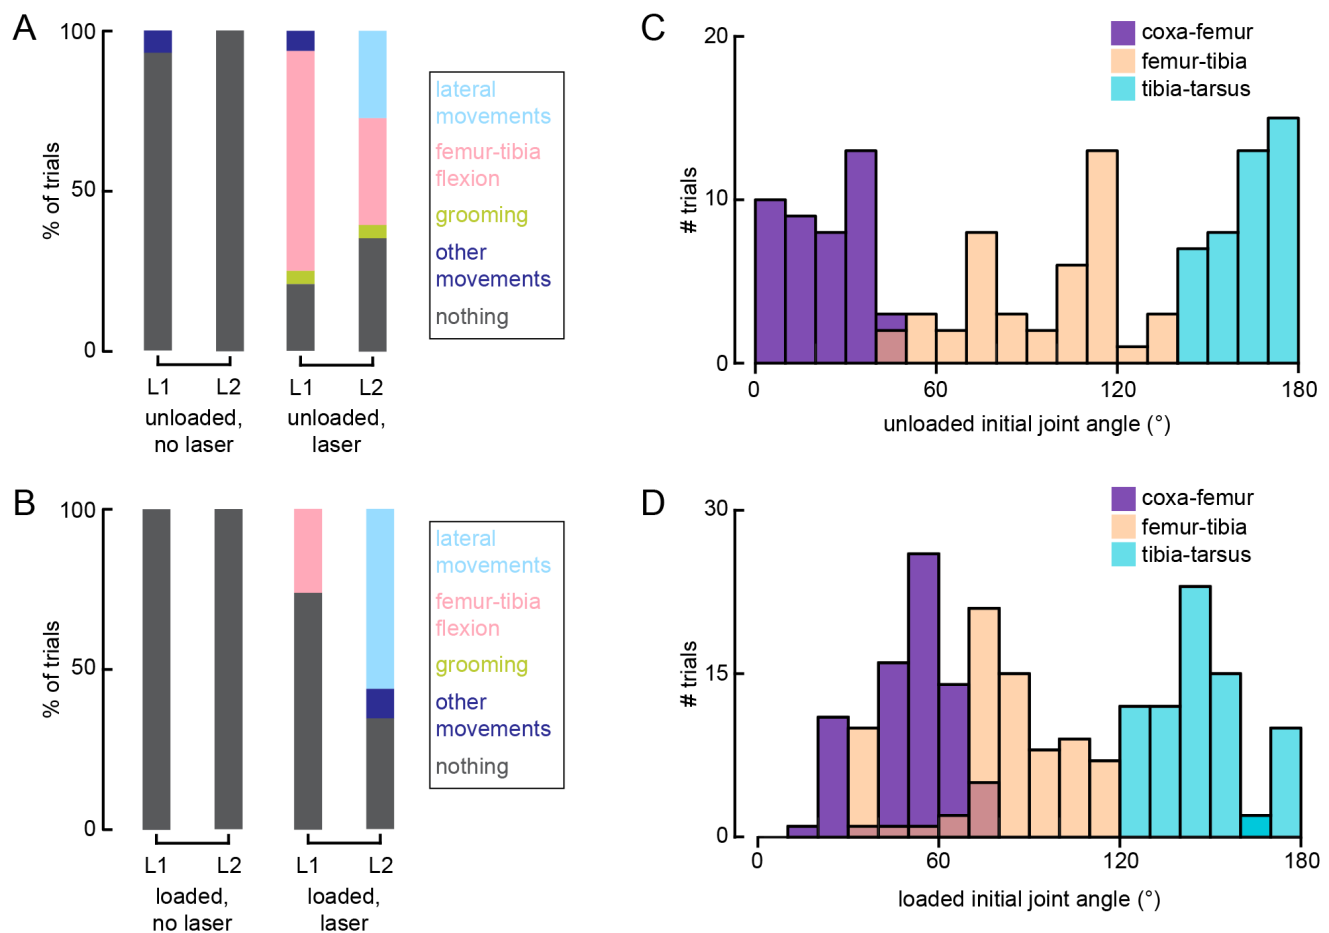 A
100
50
0
% of trials
L1
L2
L1
L2
unloaded,
no laser
unloaded,
laser
lateral
movements
femur-tibia
flexion
grooming
other
movements
nothing
C
20
10
0
# trials
coxa-femur
femur-tibia
tibia-tarsus
0
60
120
180
unloaded initial joint angle (°)
B
100
50
0
% of trials
L1
L2
L1
L2
loaded,
no laser
loaded,
laser
lateral
movements
femur-tibia
flexion
grooming
other
movements
nothing
D
30
15
0
# trials
coxa-femur
femur-tibia
tibia-tarsus
0
60
120
180
loaded initial joint angle (°)